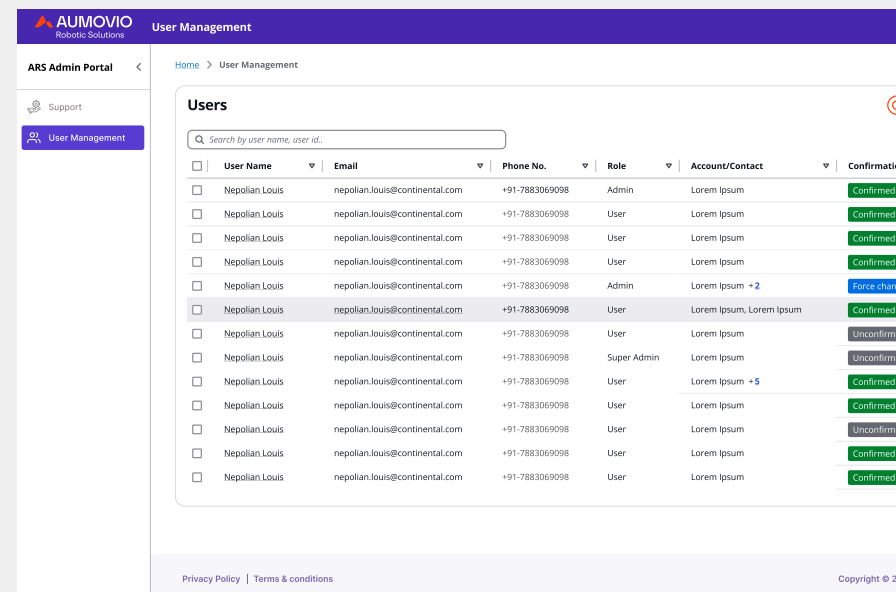 AUMOVIO
Robotic Solutions
User Management
ARS Admin Portal
Support
User Management
Home > User Management
Users
Search by user name, user id..
User Name Email Phone No. Role Account/Contact Confirmati
Nepolian Louis nepolian.louis@continental.com +91-7883069098 Admin Lorem Ipsum Confirmed
Nepolian Louis nepolian.louis@continental.com +91-7883069098 User Lorem Ipsum Confirmed
Nepolian Louis nepolian.louis@continental.com +91-7883069098 User Lorem Ipsum Confirmed
Nepolian Louis nepolian.louis@continental.com +91-7883069098 User Lorem Ipsum Confirmed
Nepolian Louis nepolian.louis@continental.com +91-7883069098 Admin Lorem Ipsum +2 Force chan
Nepolian Louis nepolian.louis@continental.com +91-7883069098 User Lorem Ipsum, Lorem Ipsum Confirmed
Nepolian Louis nepolian.louis@continental.com +91-7883069098 User Lorem Ipsum Unconfirm
Nepolian Louis nepolian.louis@continental.com +91-7883069098 Super Admin Lorem Ipsum Unconfirm
Nepolian Louis nepolian.louis@continental.com +91-7883069098 User Lorem Ipsum +5 Confirmed
Nepolian Louis nepolian.louis@continental.com +91-7883069098 User Lorem Ipsum Confirmed
Nepolian Louis nepolian.louis@continental.com +91-7883069098 User Lorem Ipsum Unconfirm
Nepolian Louis nepolian.louis@continental.com +91-7883069098 User Lorem Ipsum Confirmed
Nepolian Louis nepolian.louis@continental.com +91-7883069098 User Lorem Ipsum Confirmed
Privacy Policy | Terms & conditions Copyright © 2